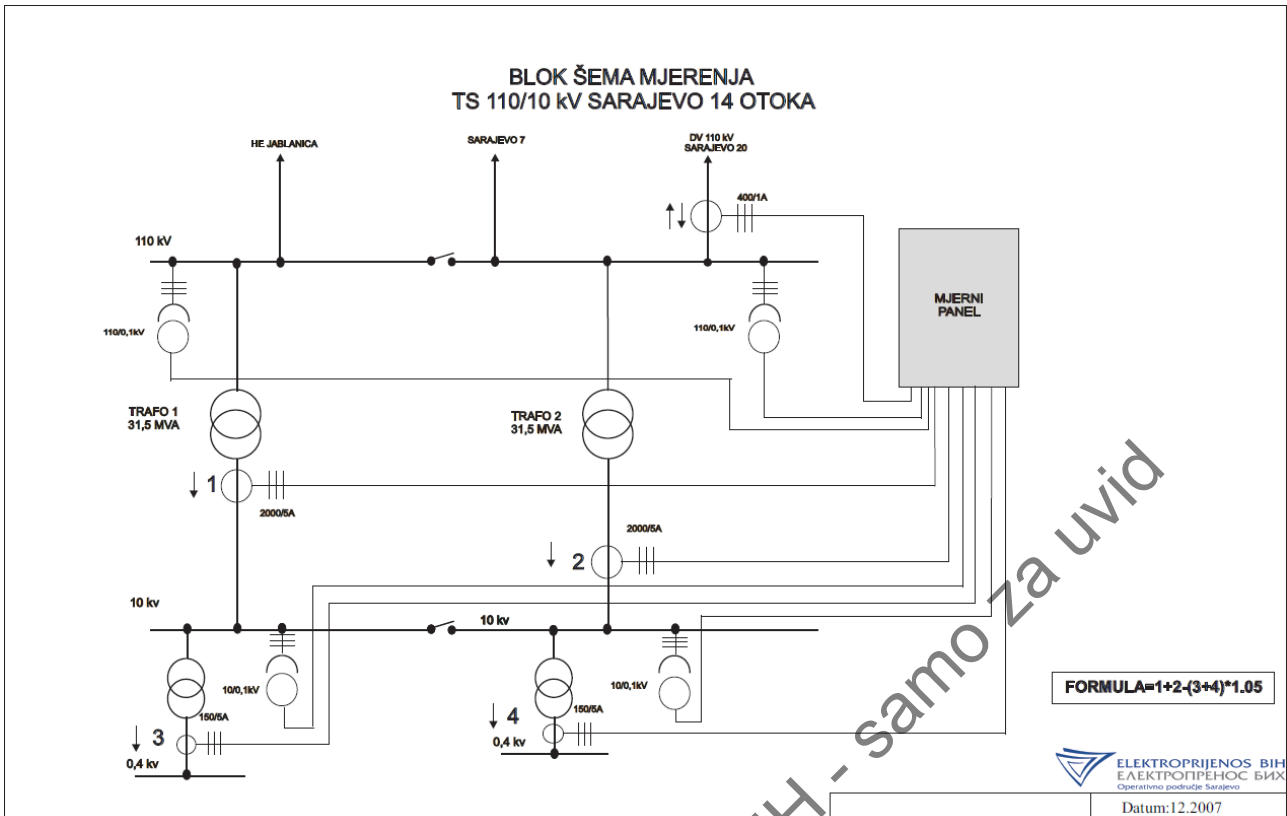 BLOK ŠEMA MJERENJA
TS 110/10 kV SARAJEVO 14 OTOKA
HE JABLANICA
SARAJEVO 7
DV 110 kV
SARAJEVO 20
400/1A
110 kV
MJERNI
PANEL
110/0,1kV
110/0,1kV
TRAFO 1
31,5 MVA
TRAFO 2
31,5 MVA
1
2000/5A
2000/5A
2
10 kv
10 kv
10/0,1kV
10/0,1kV
FORMULA=1+2-(3+4)*1.05
150/5A
150/5A
3
4
0,4 kv
0,4 kv
H - samo za uvid
ELEKTROPRIJENOS BIH
ЕЛЕКТРОПРЕНОС БИХ
Operativno područje Sarajevo
Datum:12.2007